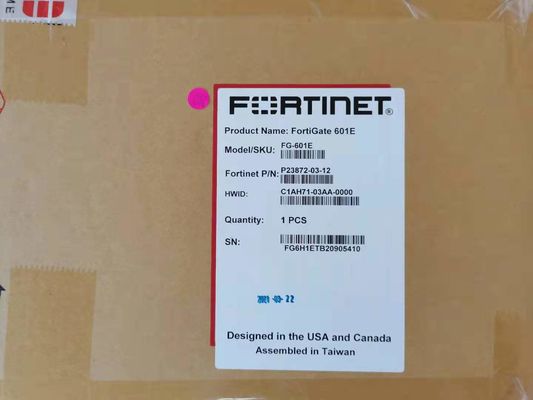 ME
FORTINET®
Product Name: FortiGate 601E
Model/SKU: FG-601E
Fortinet P/N: P23872-03-12
HWID: C1AH71-03AA-0000
Quantity: 1 PCS
SN:
FG6H1ETB20905410
Designed in the USA and Canada
Assembled in Taiwan